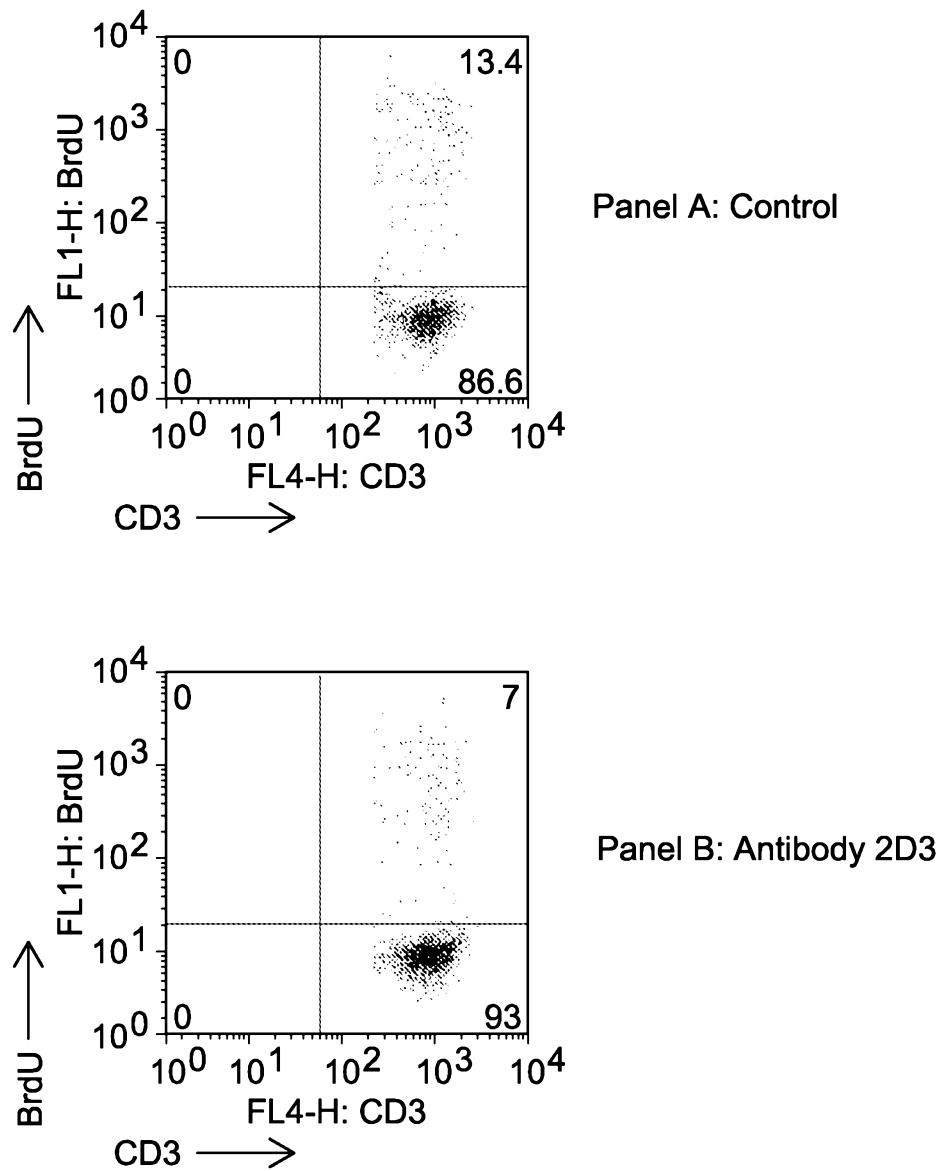 10^4
0 13.4
10^3
10^2
10^1
0 86.6
10^0
FL1-H: BrdU
BrdU
10^0 10^1 10^2 10^3 10^4
FL4-H: CD3
CD3
Panel A: Control
10^4
0 7
10^3
10^2
10^1
0 93
10^0
FL1-H: BrdU
BrdU
10^0 10^1 10^2 10^3 10^4
FL4-H: CD3
CD3
Panel B: Antibody 2D3